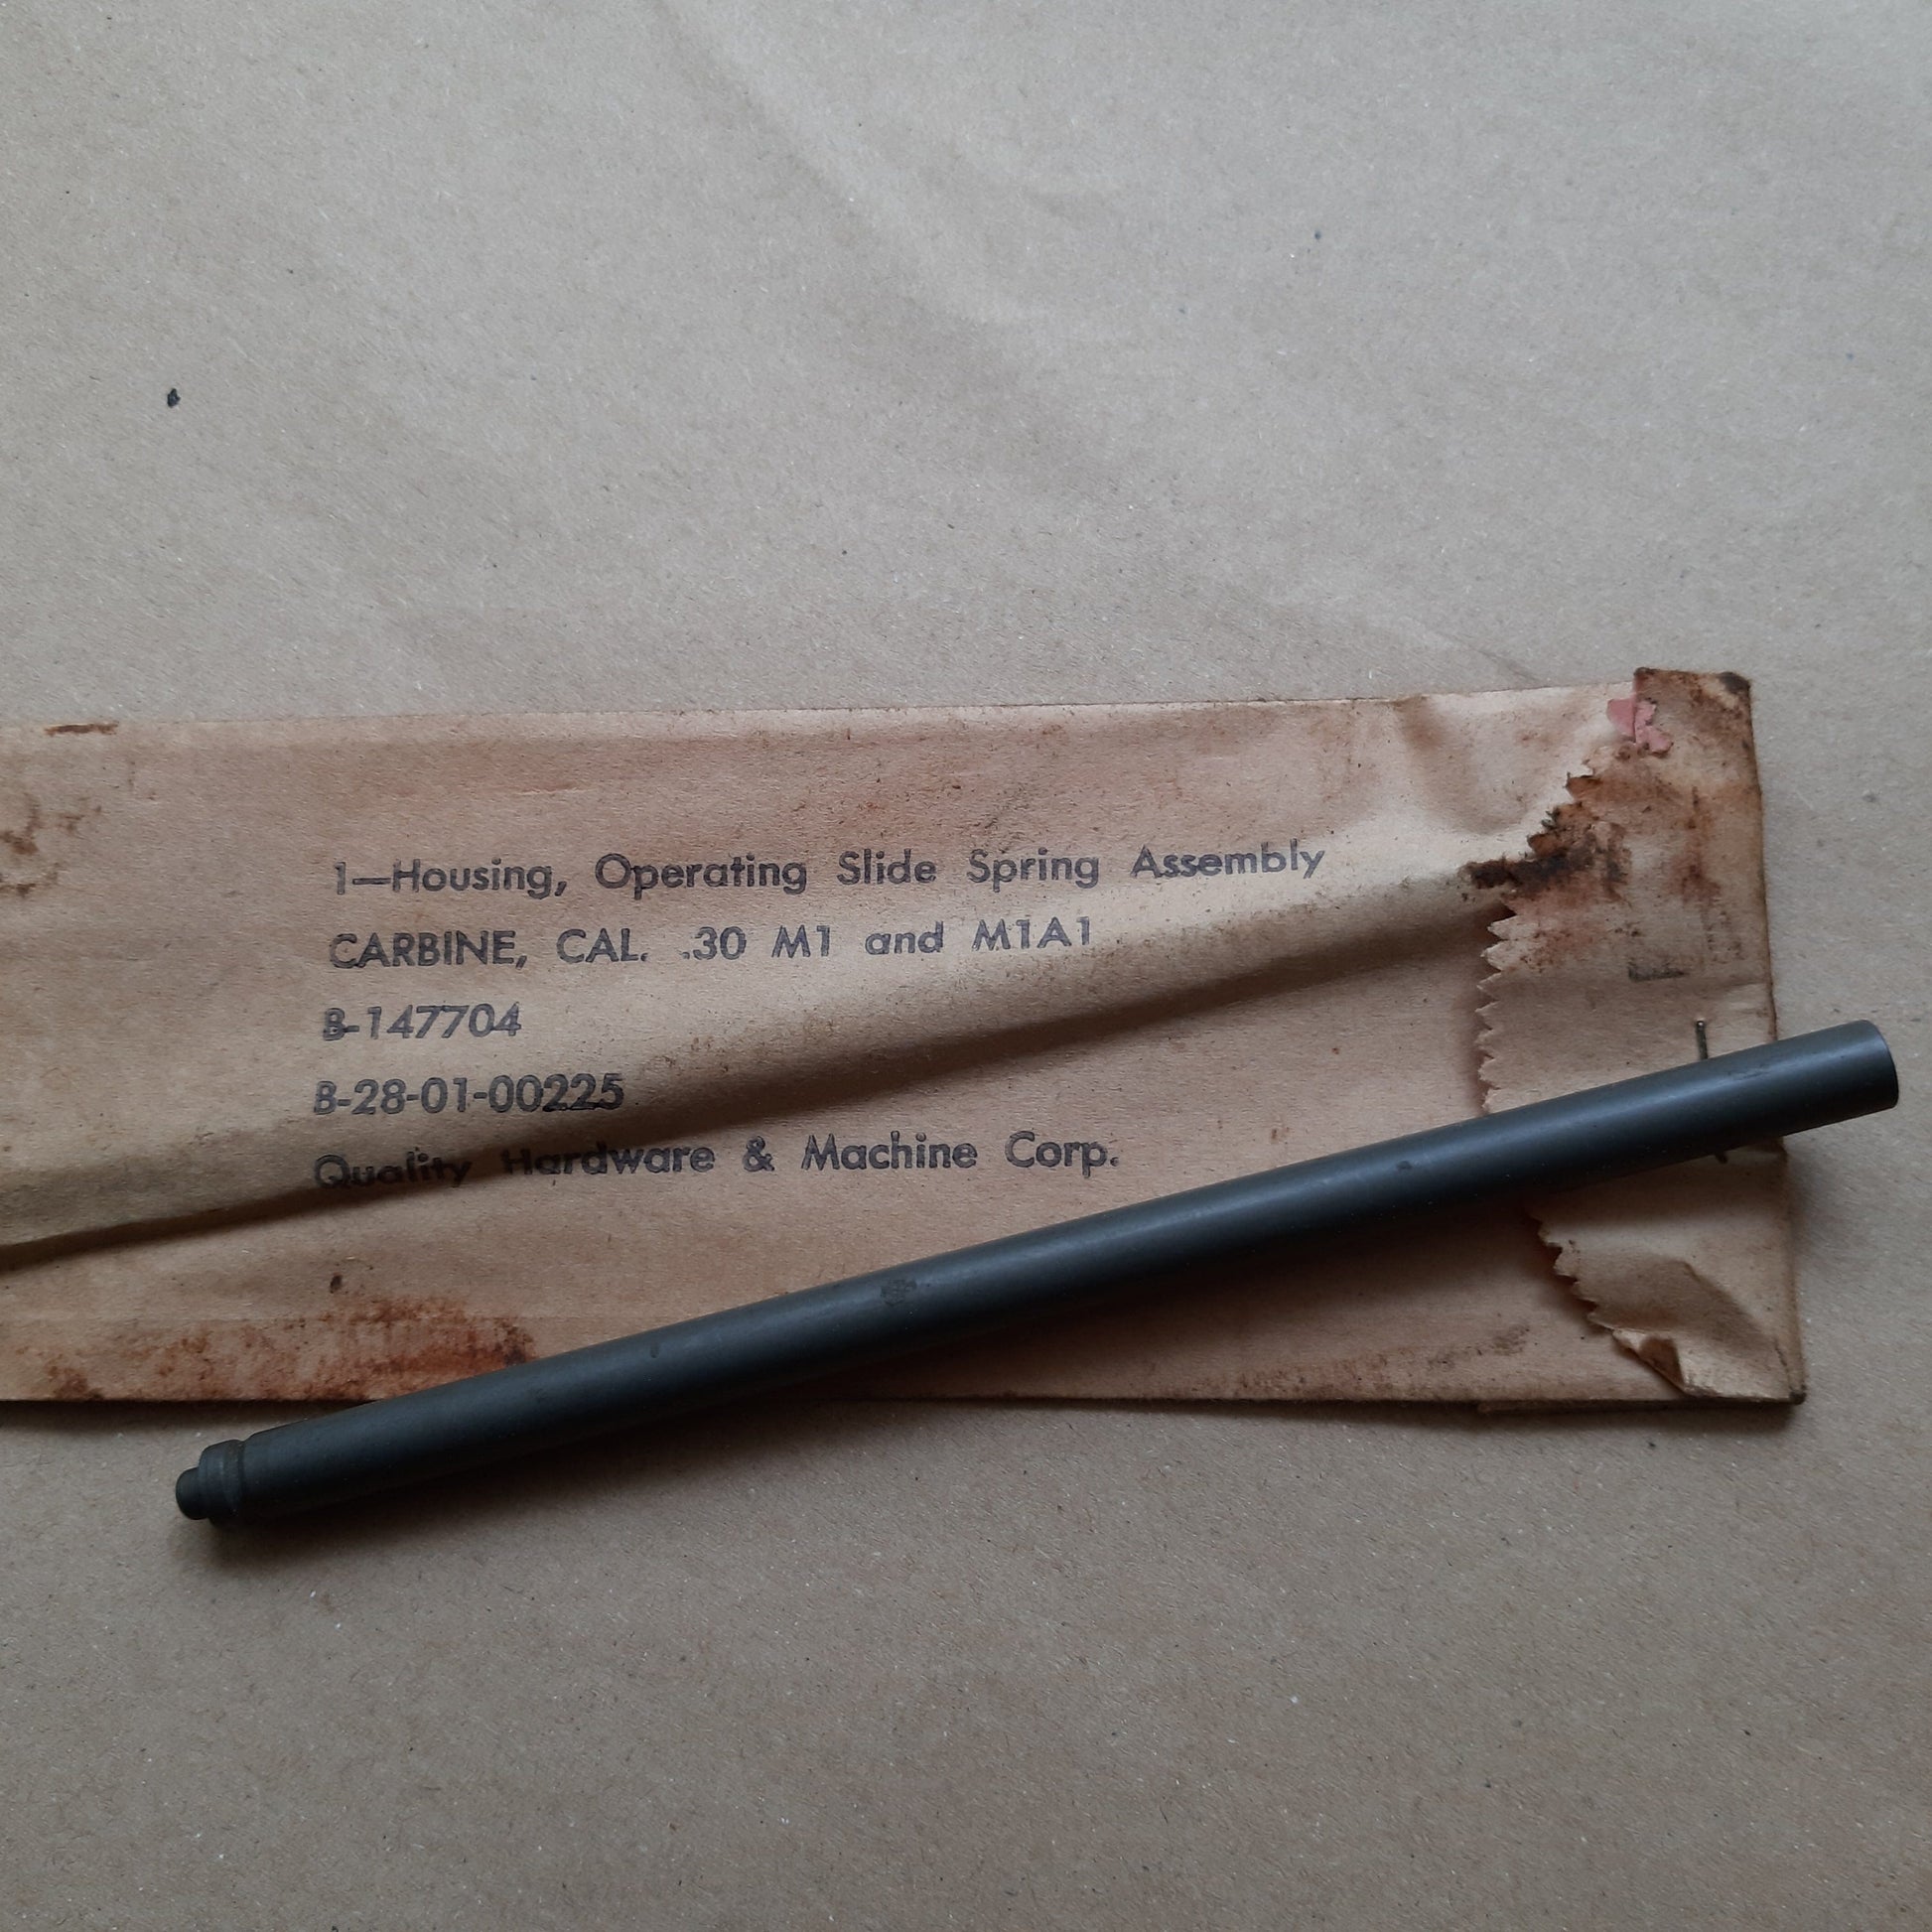 1—Housing, Operating Slide Spring Assembly
CARBINE, CAL. .30 M1 and M1A1
B-147704
B-28-01-00225
Quality Hardware & Machine Corp.